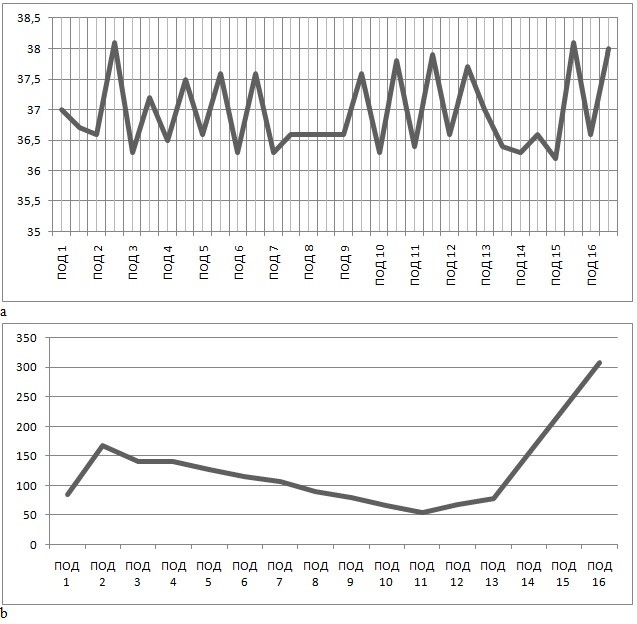 38,5
38
37,5
37
36,5
36
35,5
35
ПОД 1
ПОД 2
ПОД 3
ПОД 4
ПОД 5
ПОД 6
ПОД 7
ПОД 8
ПОД 9
ПОД 10
ПОД 11
ПОД 12
ПОД 13
ПОД 14
ПОД 15
ПОД 16
a
350
300
250
200
150
100
50
0
ПОД ПОД ПОД ПОД ПОД ПОД ПОД ПОД ПОД ПОД ПОД ПОД ПОД ПОД ПОД ПОД
1 2 3 4 5 6 7 8 9 10 11 12 13 14 15 16
b